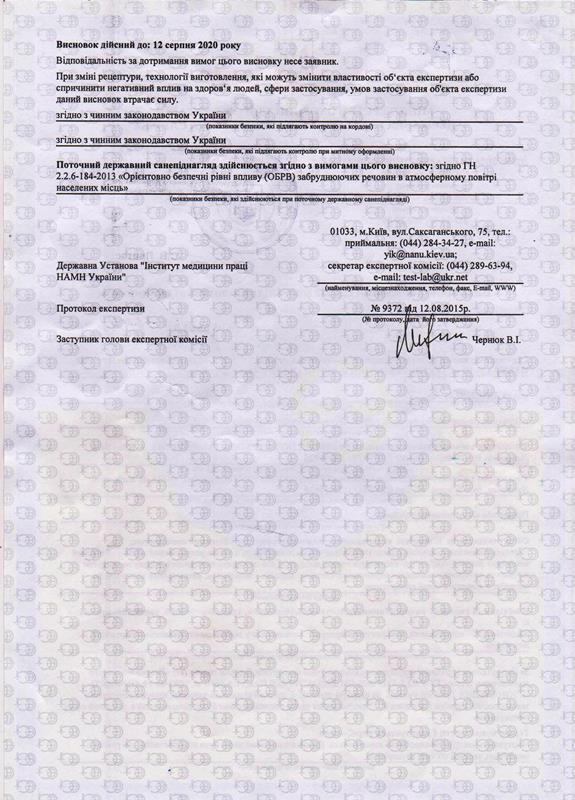 Висновок дійсний до: 12 серпня 2020 року
Відповідальність за дотримання вимог цього висновку несе заявник.
При зміні рецептури, технології виготовлення, які можуть змінити властивості об'єкта експертизи або
спричинити негативний вплив на здоров'я людей, сфери застосування, умов застосування об'єкта експертизи
даний висновок втрачає силу.
згідно з чинним законодавством України
(показники безпеки, які підлягають контролю на кордоні)
згідно з чинним законодавством України
(показники безпеки, які підлягають контролю при митному оформленні)
Поточний державний санепіднагляд здійснюється згідно з вимогами цього висновку: згідно ГН
2.2.6-184-2013 «Орієнтовно безпечні рівні впливу (ОБРВ) забруднюючих речовин в атмосферному повітрі
населених місць»
(показники безпеки, які здійснюються при поточному державному санепіднагляді)
01033, м.Київ, вул.Саксаганського, 75, тел.:
приймальня: (044) 284-34-27, e-mail:
yik@nanu.kiev.ua;
Державна Установа "Інститут медицини праці секретар експертної комісії: (044) 289-63-94,
НАМН України" e-mail: test-lab@ukr.net
(найменування, місцезнаходження, телефон, факс, E-mail, WWW)
Протокол експертизи № 9372 від 12.08.2015р.
(№ протоколу, дата його затвердження)
Заступник голови експертної комісії Чернюк В.І.